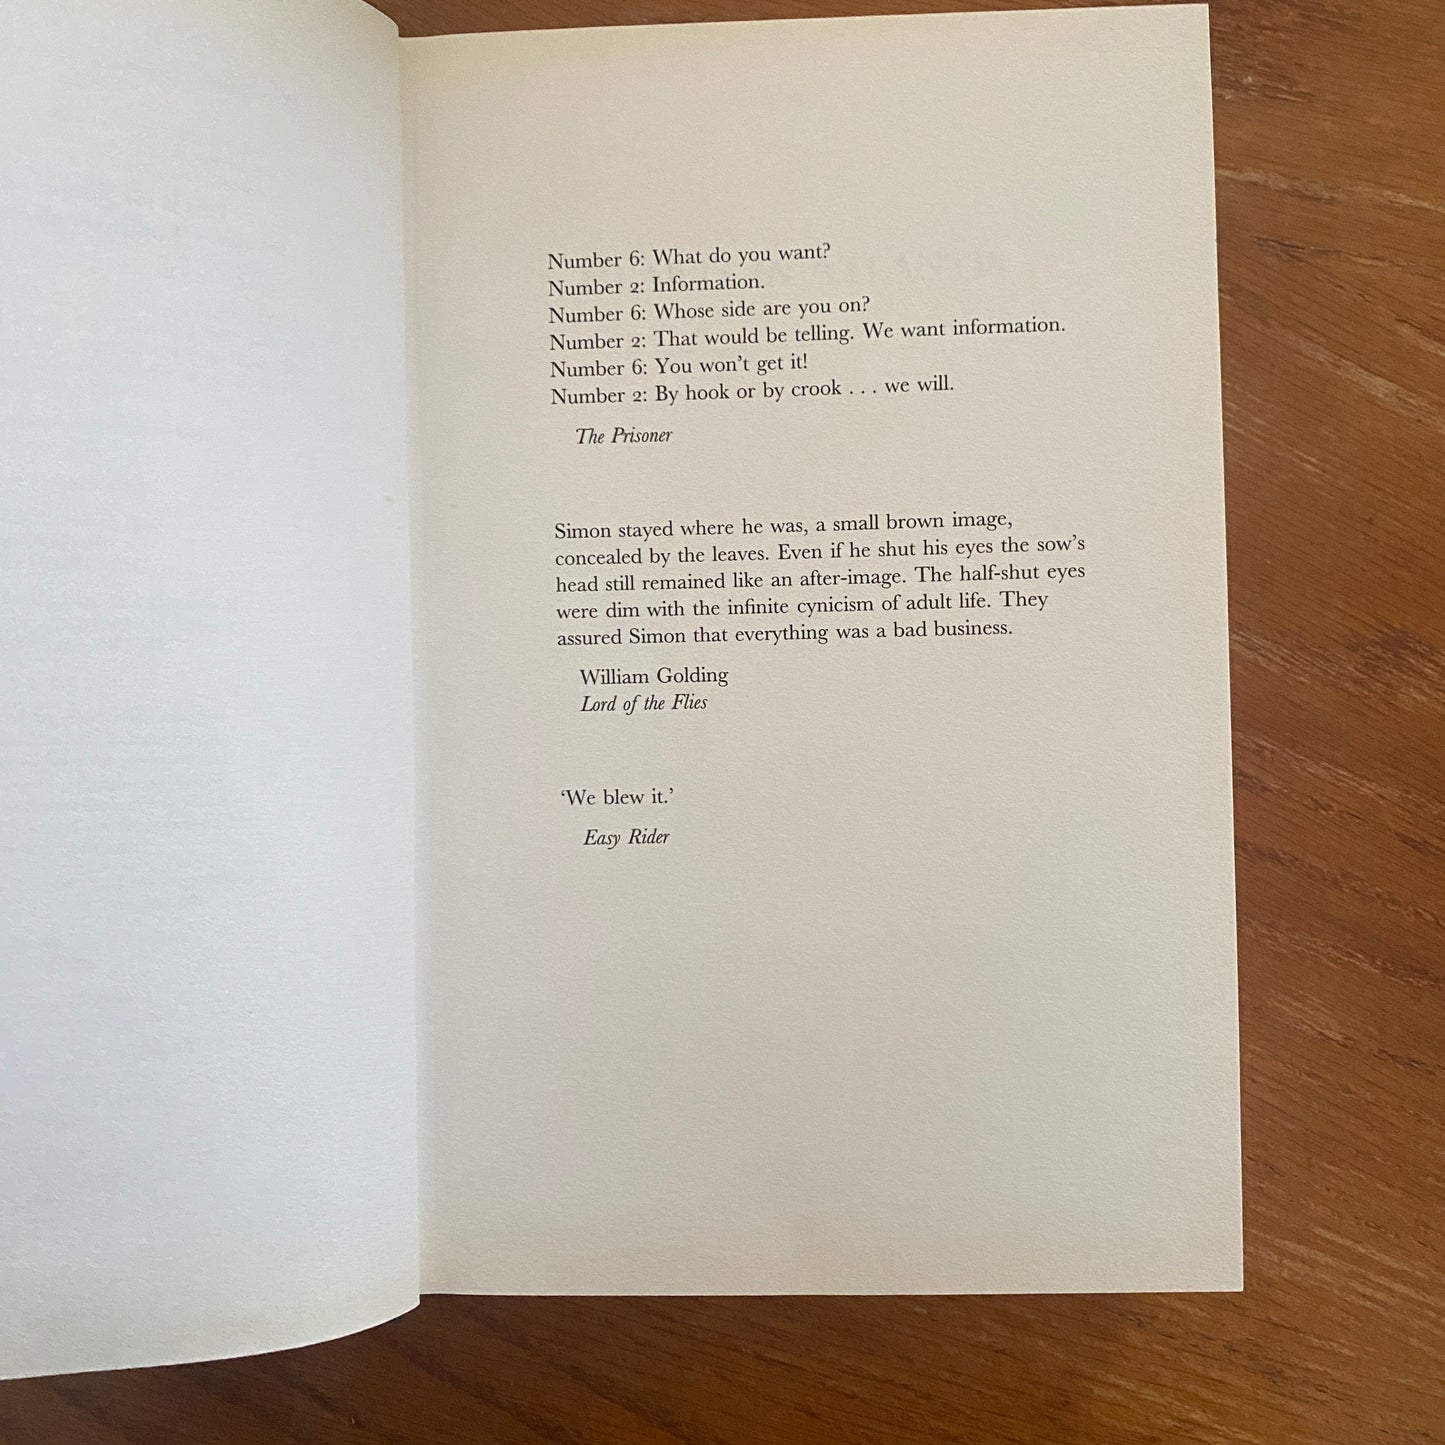 Number 6: What do you want?
Number 2: Information.
Number 6: Whose side are you on?
Number 2: That would be telling. We want information.
Number 6: You won't get it!
Number 2: By hook or by crook . . . we will.
The Prisoner
Simon stayed where he was, a small brown image,
concealed by the leaves. Even if he shut his eyes the sow's
head still remained like an after-image. The half-shut eyes
were dim with the infinite cynicism of adult life. They
assured Simon that everything was a bad business.
William Golding
Lord of the Flies
‘We blew it.’
Easy Rider